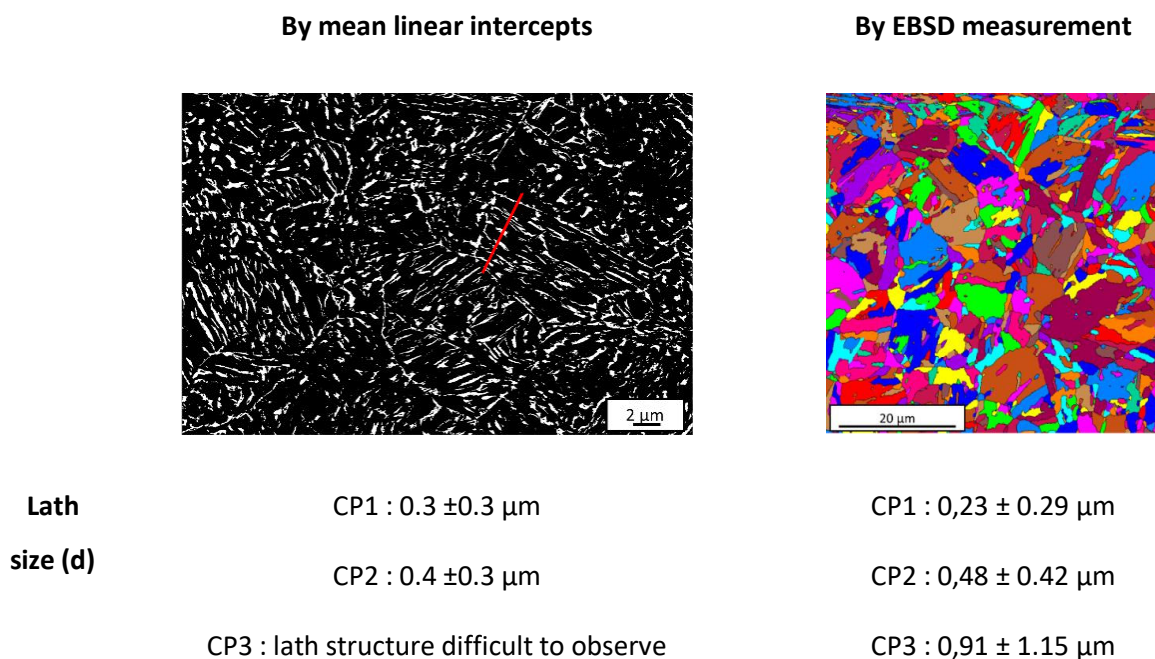 By mean linear intercepts
By EBSD measurement
2 µm
20 µm
Lath
size (d)
CP1 : 0.3 ±0.3 µm
CP1 : 0,23 ± 0.29 µm
CP2 : 0.4 ±0.3 µm
CP2 : 0,48 ± 0.42 µm
CP3 : lath structure difficult to observe
CP3 : 0,91 ± 1.15 µm